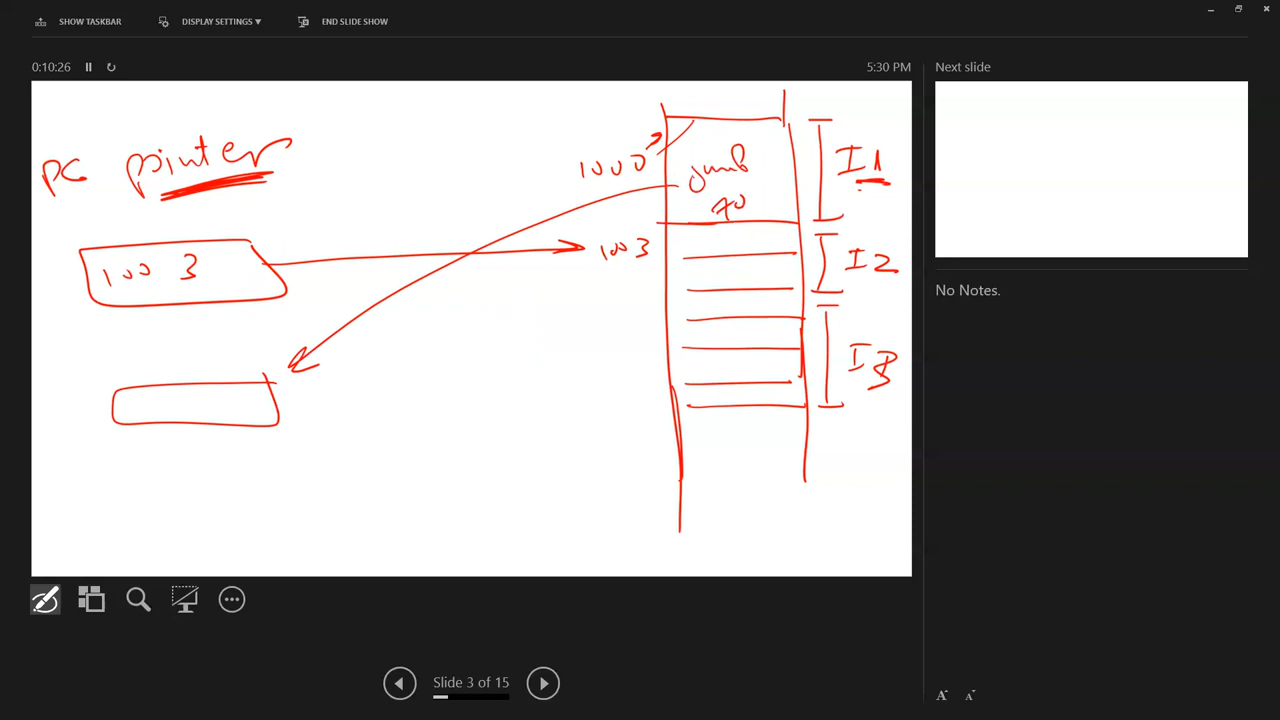 SHOW TASKBAR
DISPLAY SETTINGS ▼
END SLIDE SHOW
0:10:26
5:30 PM
Next slide
PC pointer
1000
I1
1003
1003
I2
I3
No Notes.
Slide 3 of 15
A A